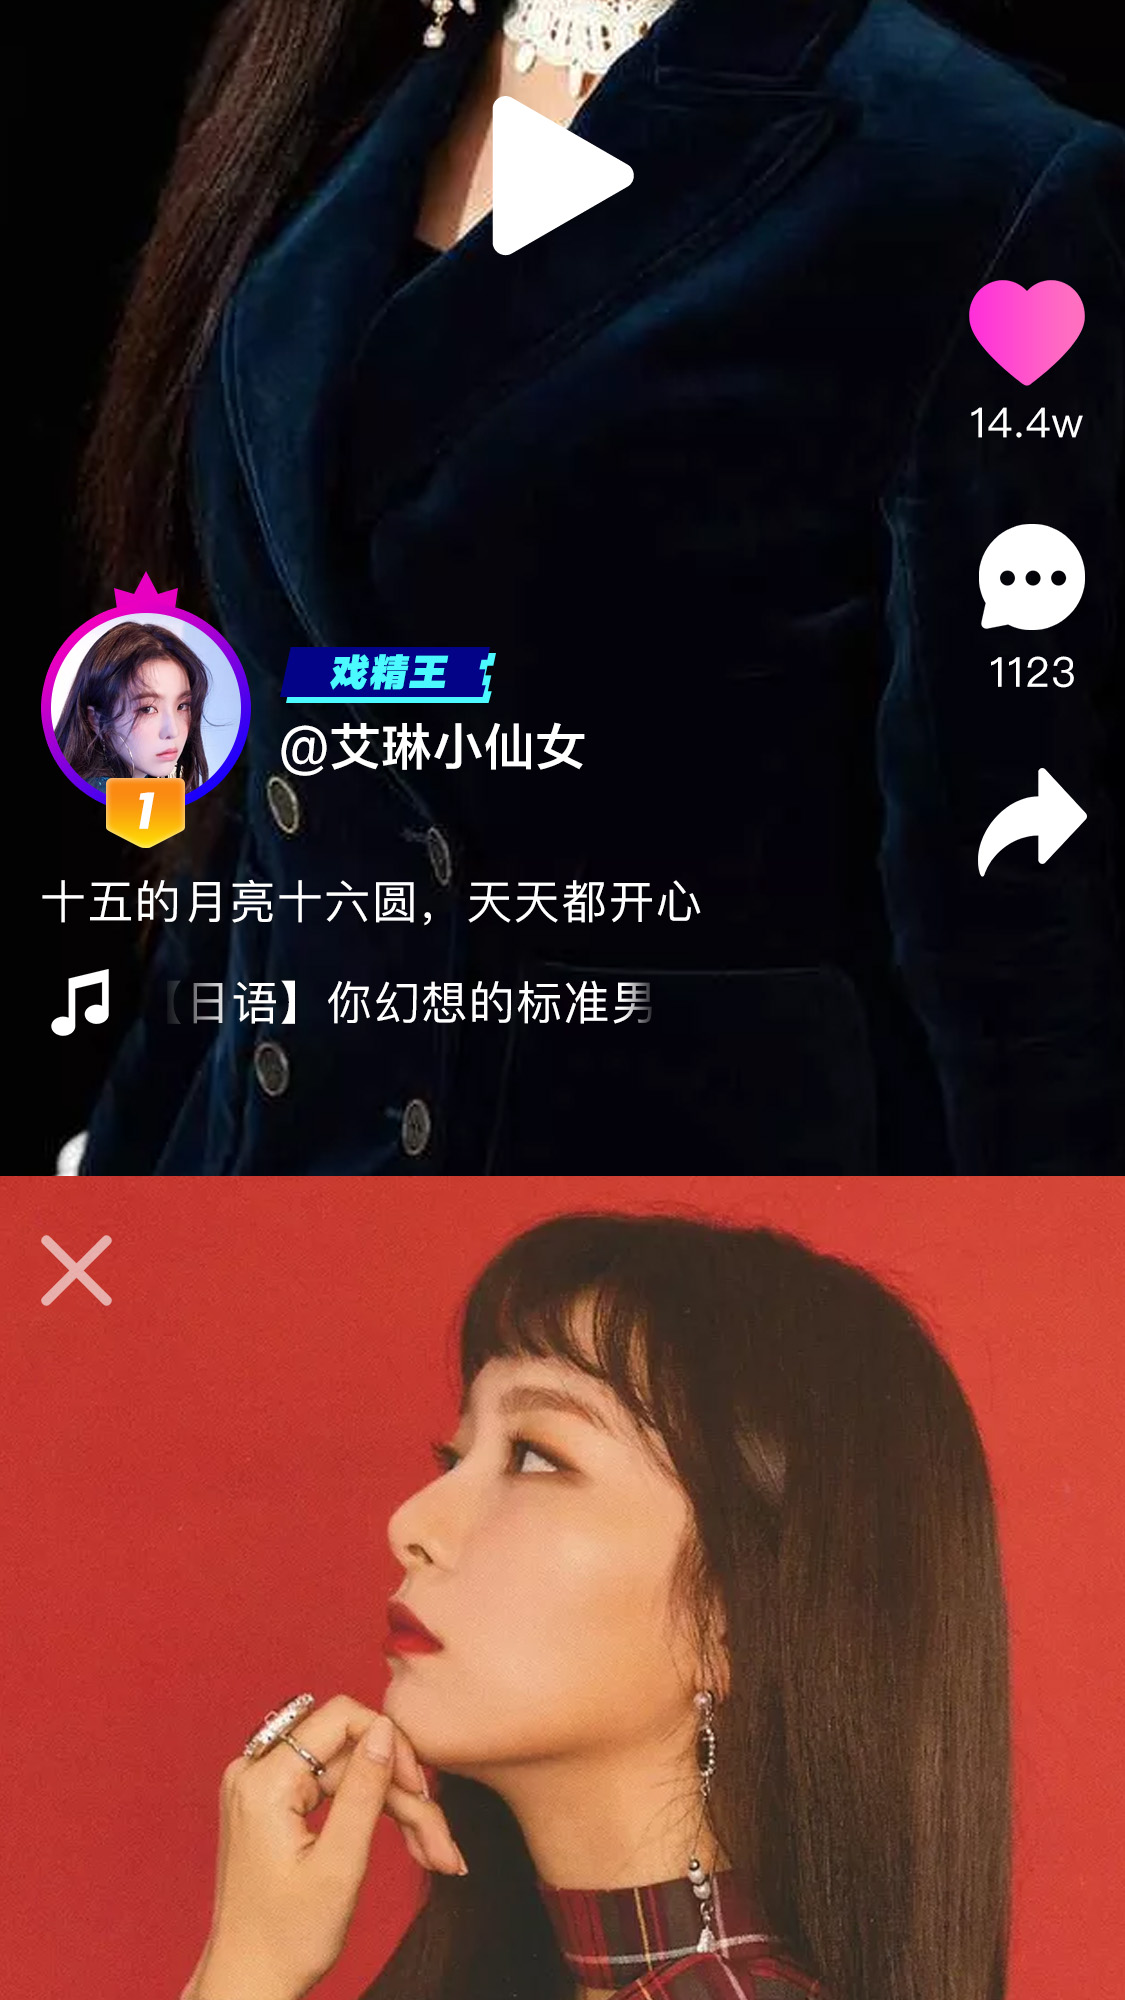 14.4w
1123
戏精王
@艾琳小仙女
1
十五的月亮十六圆，天天都开心
【日语】你幻想的标准男